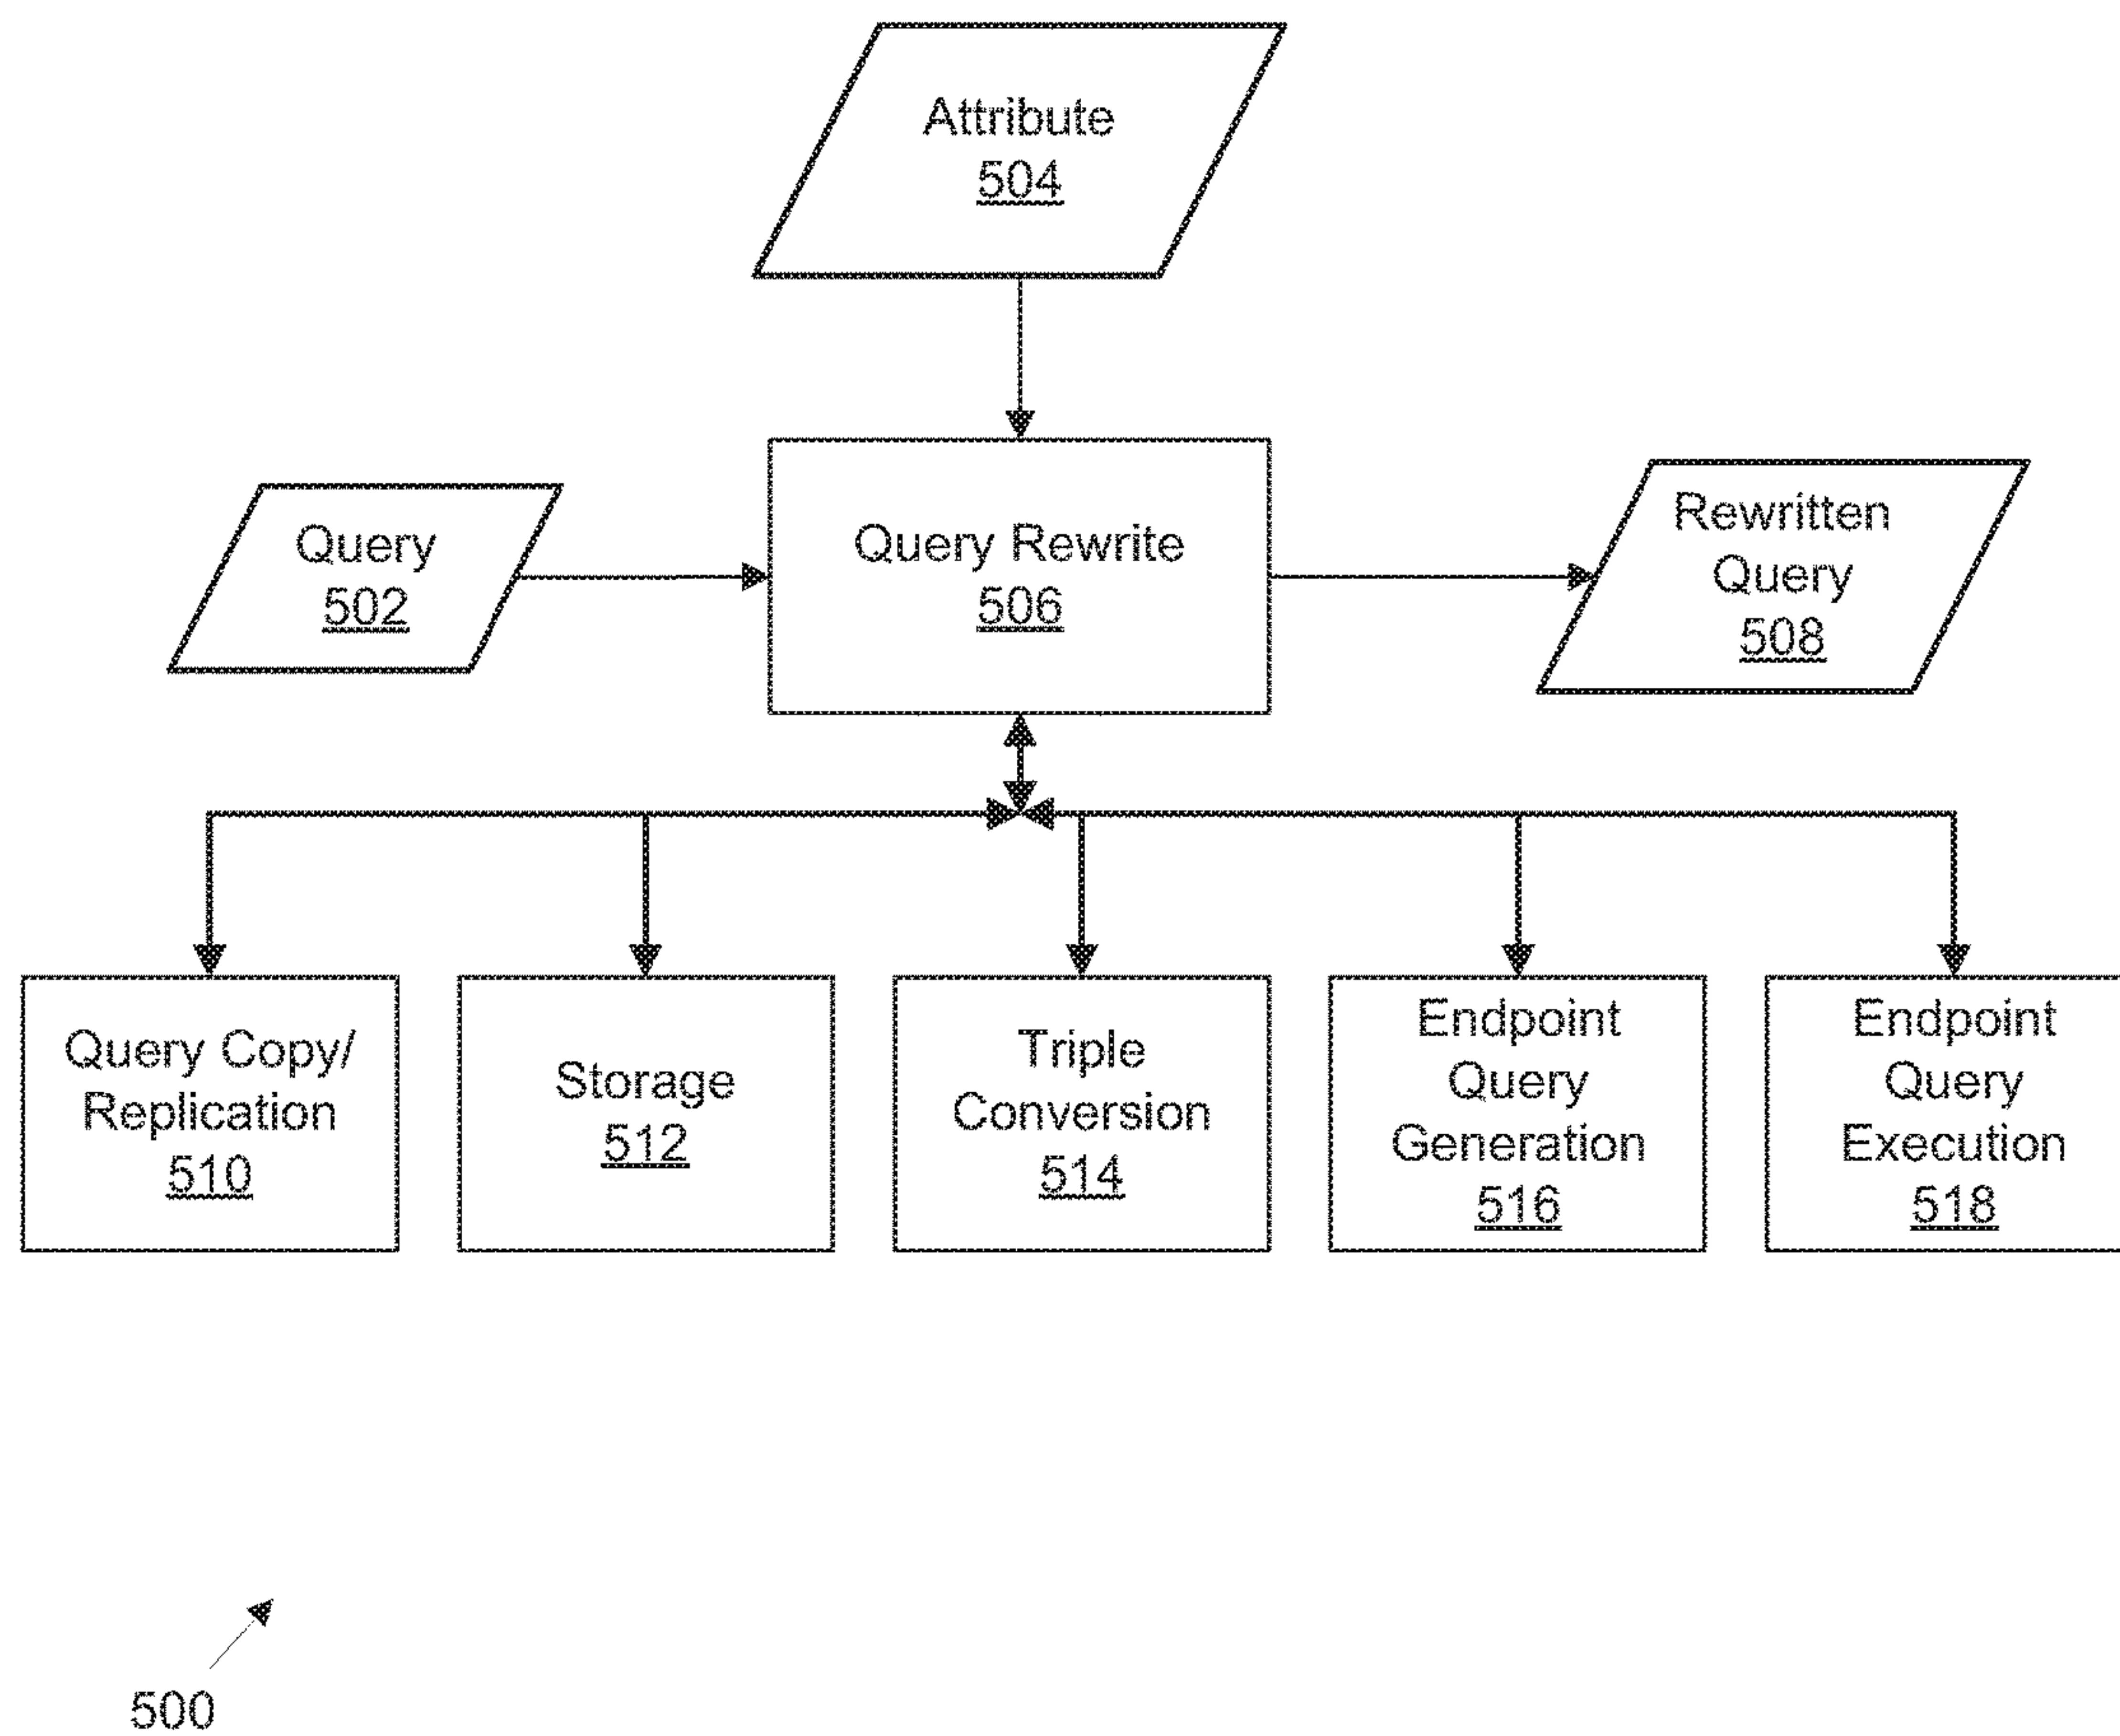 Attribute
504
Query
502
Query Rewrite
506
Rewritten
Query
508
Query Copy/
Replication
510
Storage
512
Triple
Conversion
514
Endpoint
Query
Generation
516
Endpoint
Query
Execution
518
500